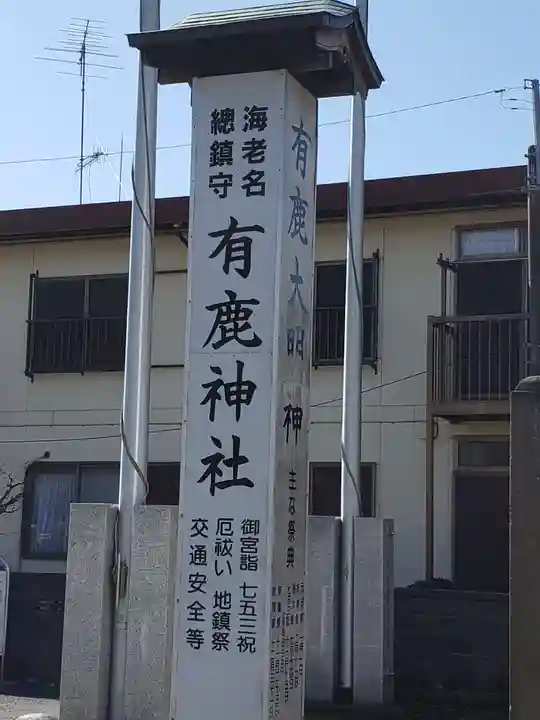 海老名
總鎮守
有鹿神社
御宮詣 七五三祝
厄祓い 地鎮祭
交通安全等
有鹿大明神
主な祭典